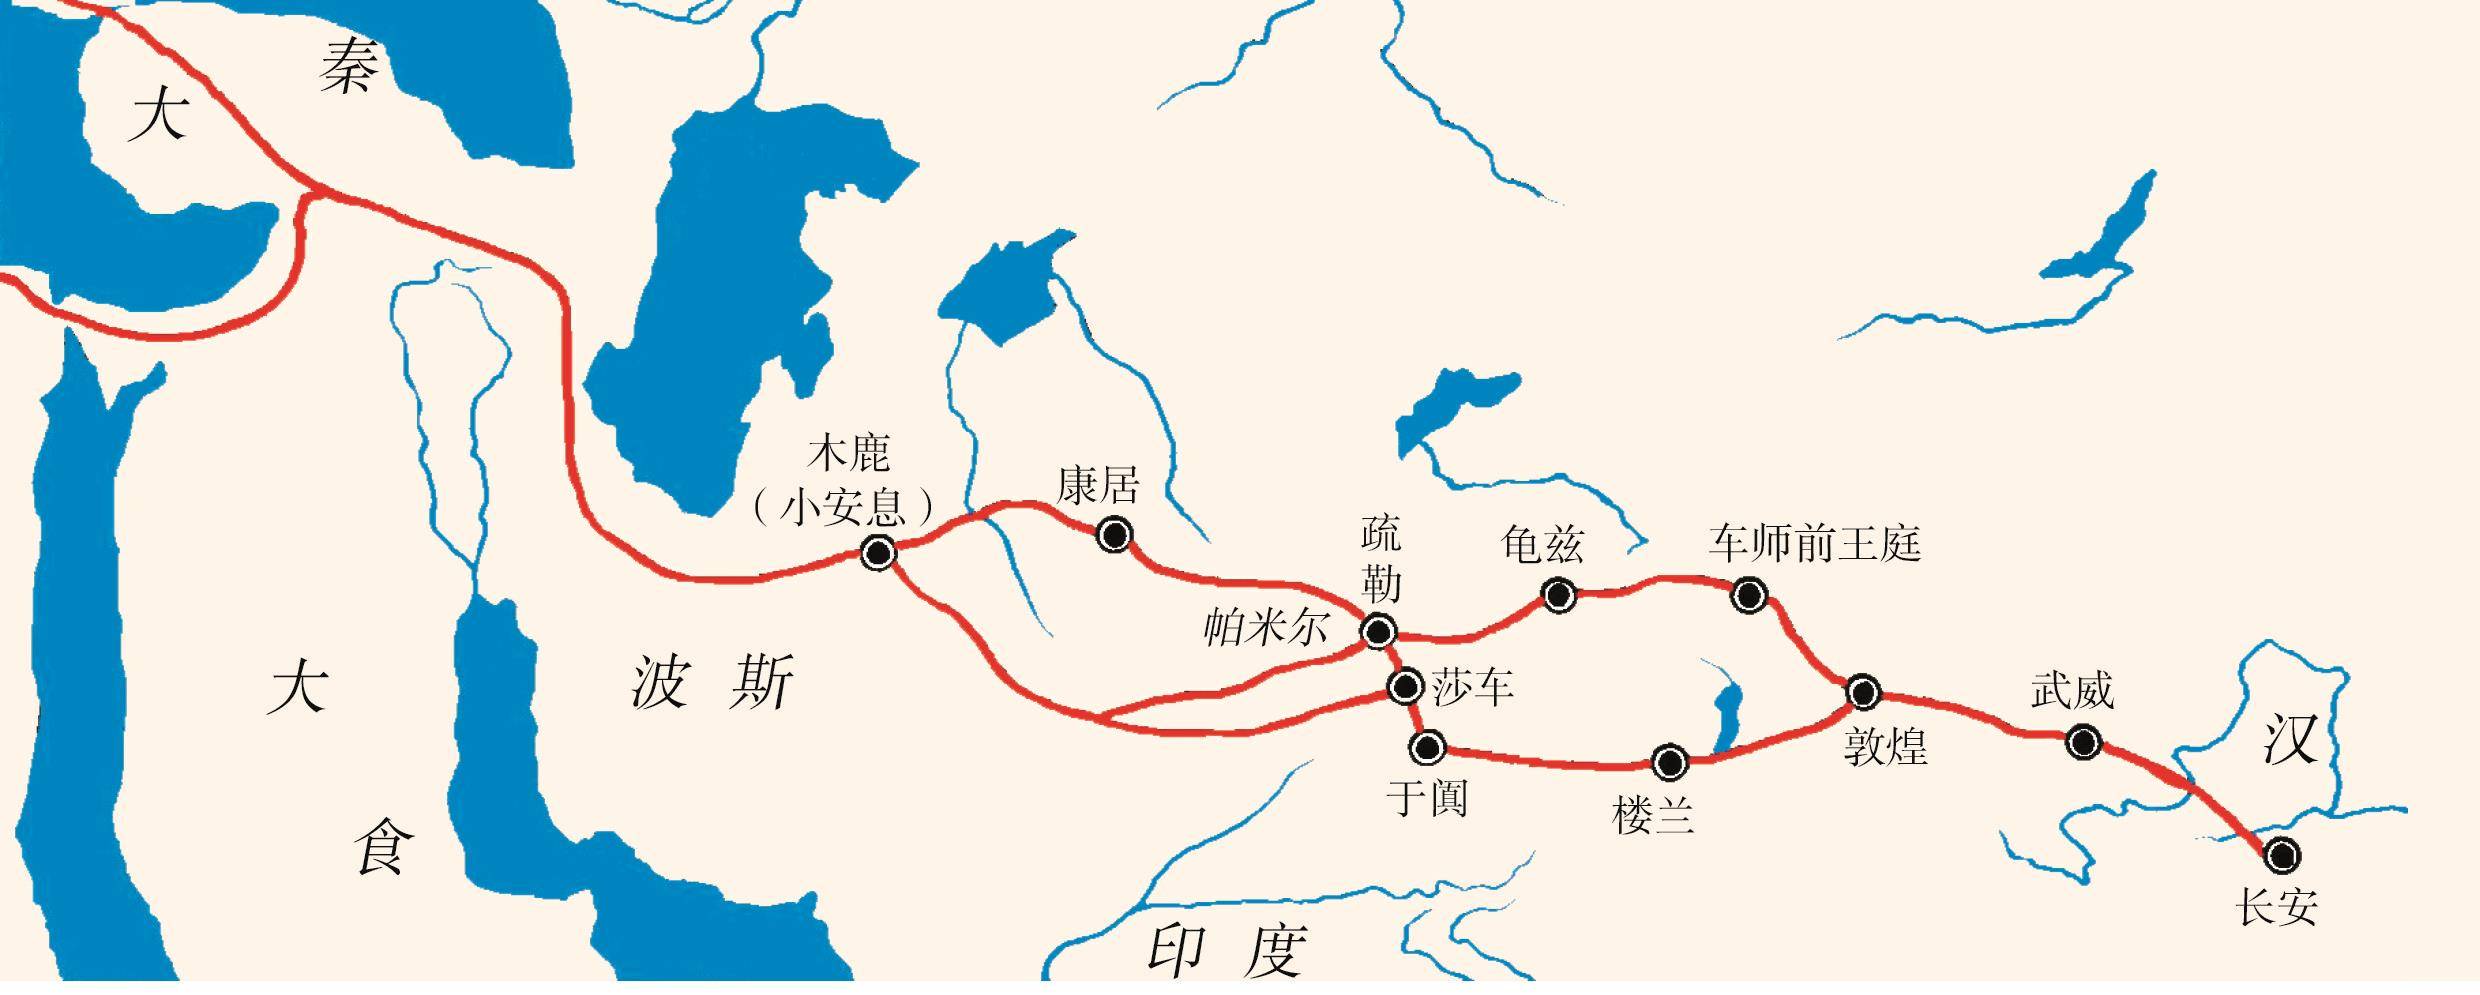 大秦
木鹿
（小安息）
康居
疏勒
龟兹
车师前王庭
帕米尔
莎车
于阗
楼兰
敦煌
武威
汉
长安
波斯
大食
印度